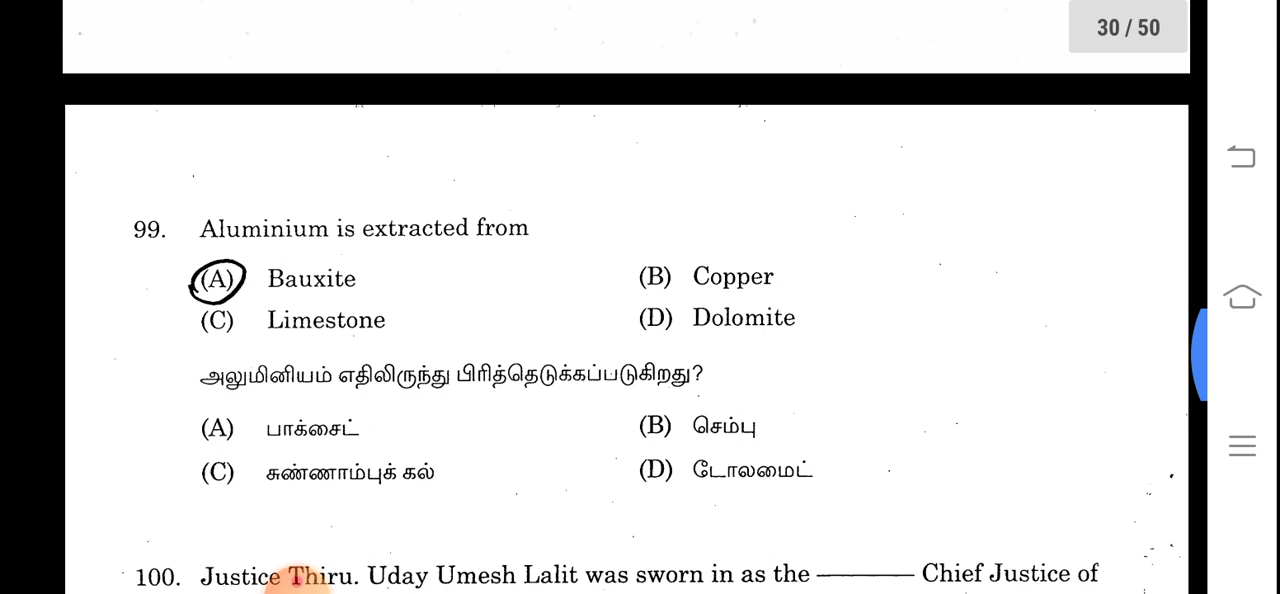 30 / 50
99. Aluminium is extracted from
(A) Bauxite (B) Copper
(C) Limestone (D) Dolomite
அலுமினியம் எதிலிருந்து பிரித்தெடுக்கப்படுகிறது?
(A) பாக்சைட் (B) செம்பு
(C) சுண்ணாம்புக் கல் (D) டோலமைட்
100. Justice Thiru. Uday Umesh Lalit was sworn in as the ——— Chief Justice of